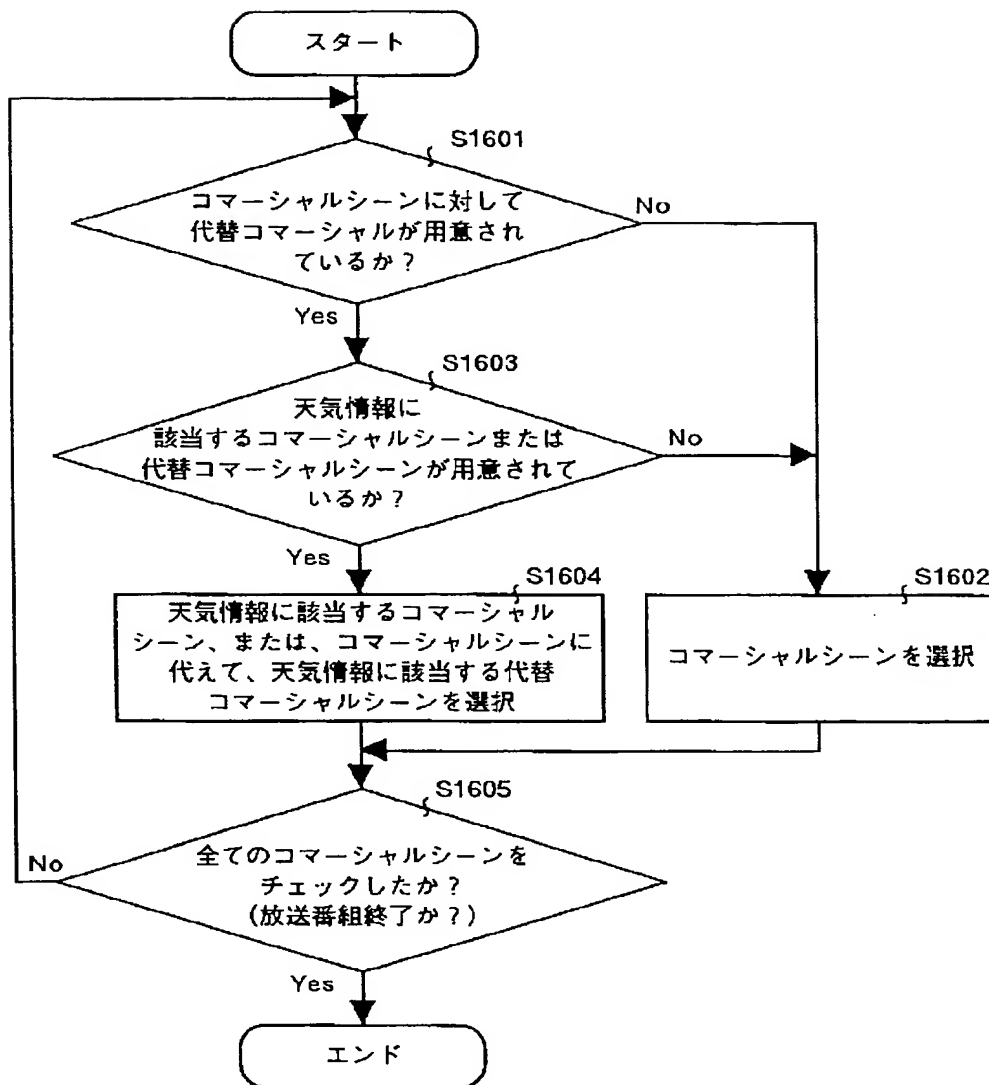 スタート
S1601
コマーシャルシーンに対して
代替コマーシャルが用意され
ているか？
No
Yes
S1603
天気情報に
該当するコマーシャルシーンまたは
代替コマーシャルシーンが用意されて
いるか？
No
Yes
S1604
天気情報に該当するコマーシャル
シーン、または、コマーシャルシーンに
代えて、天気情報に該当する代替
コマーシャルシーンを選択
S1602
コマーシャルシーンを選択
S1605
全てのコマーシャルシーンを
チェックしたか？
（放送番組終了か？）
No
Yes
エンド